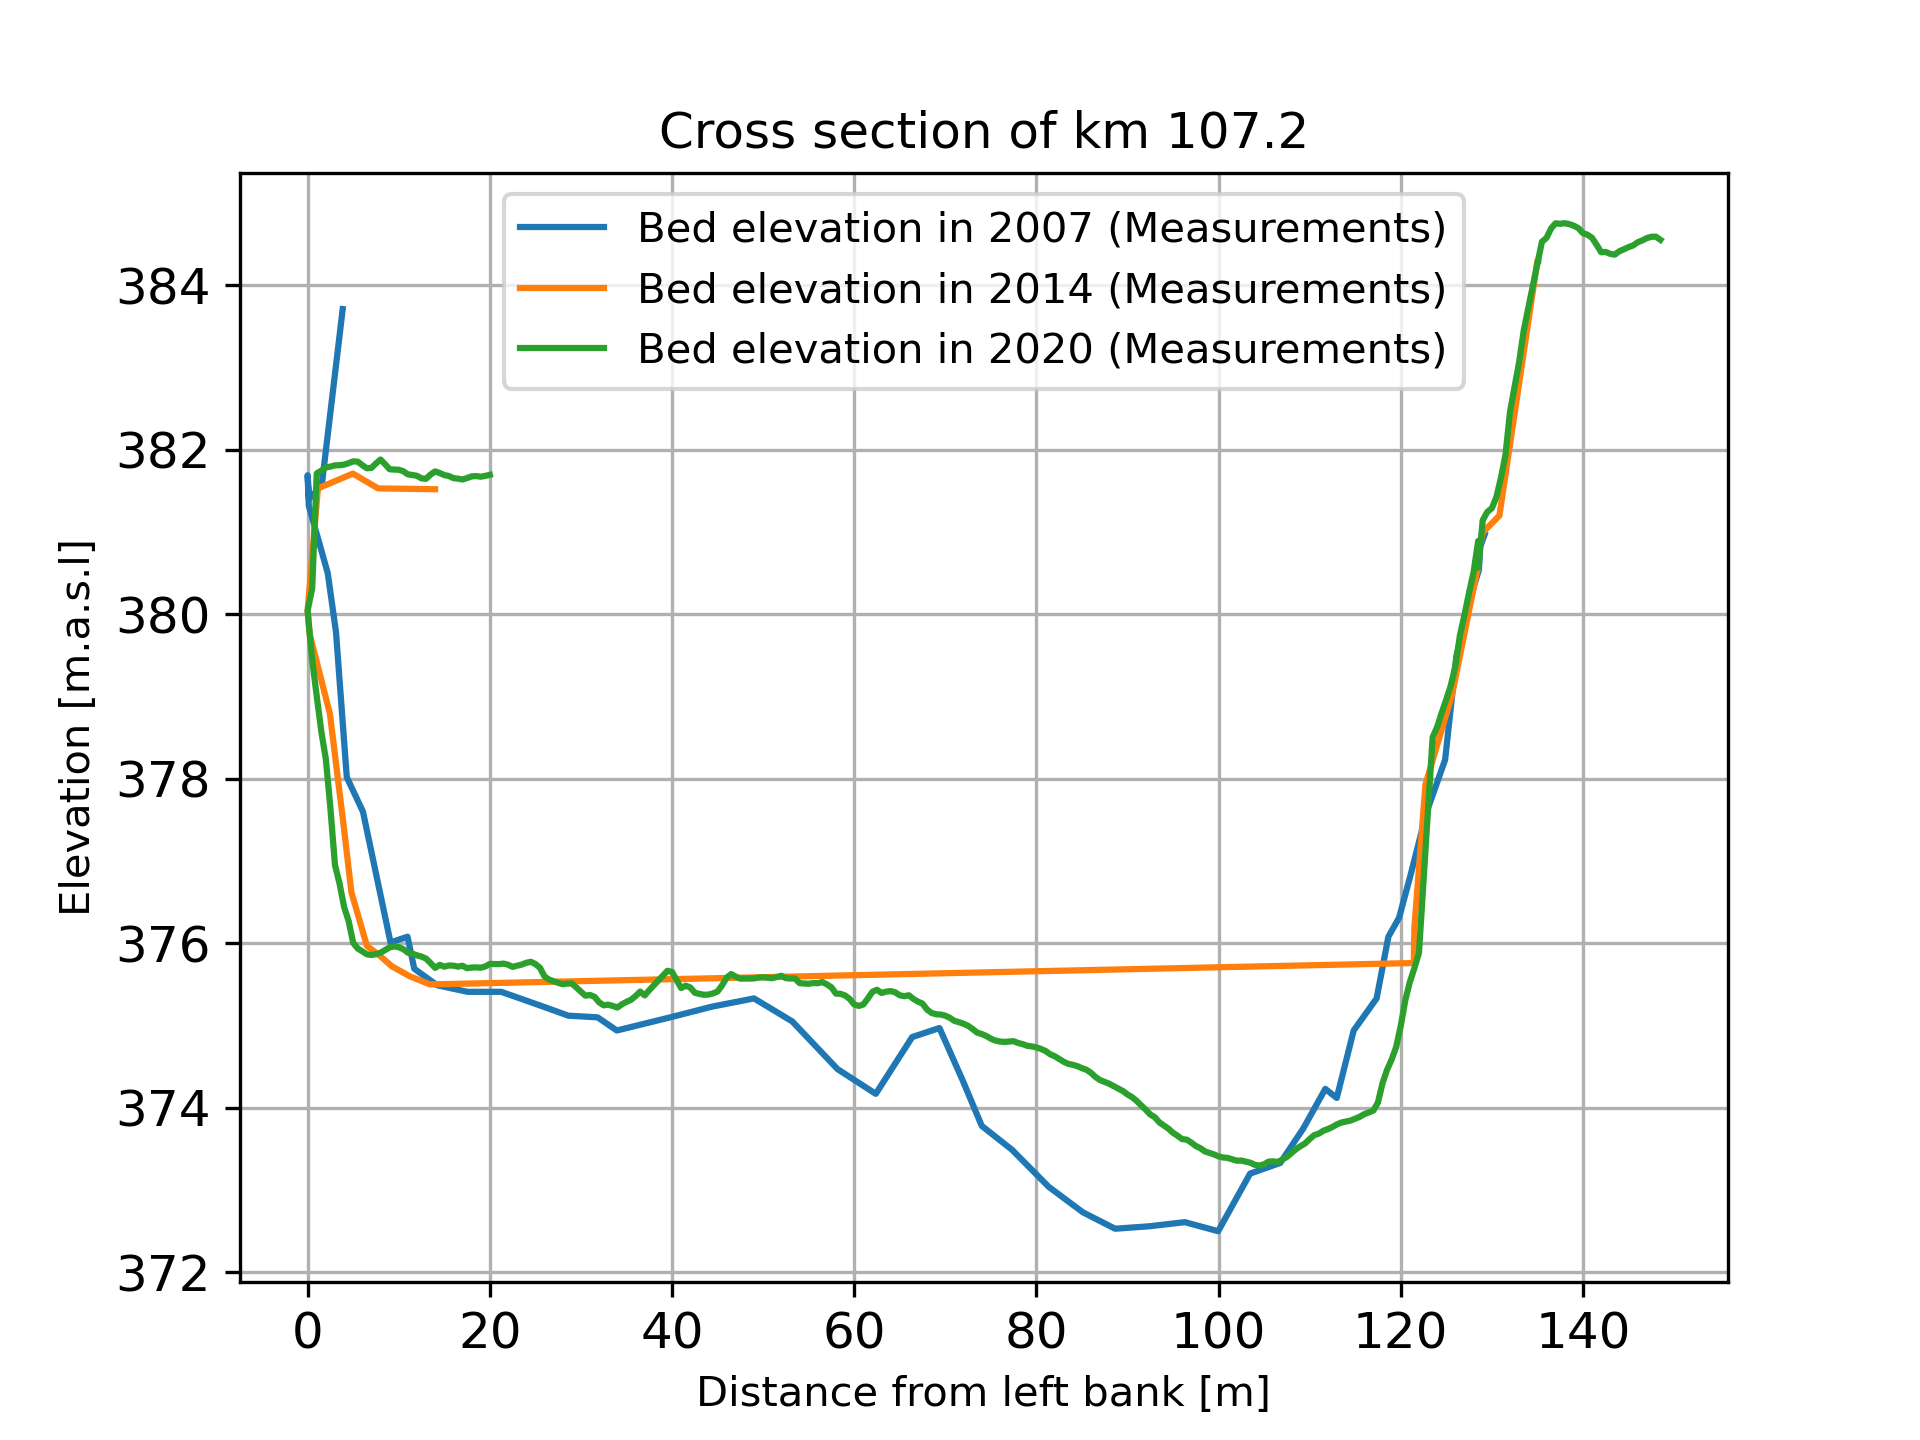 Cross section of km 107.2
Bed elevation in 2007 (Measurements)
Bed elevation in 2014 (Measurements)
Bed elevation in 2020 (Measurements)
Elevation [m.a.s.l]
384
382
380
378
376
374
372
0 20 40 60 80 100 120 140
Distance from left bank [m]